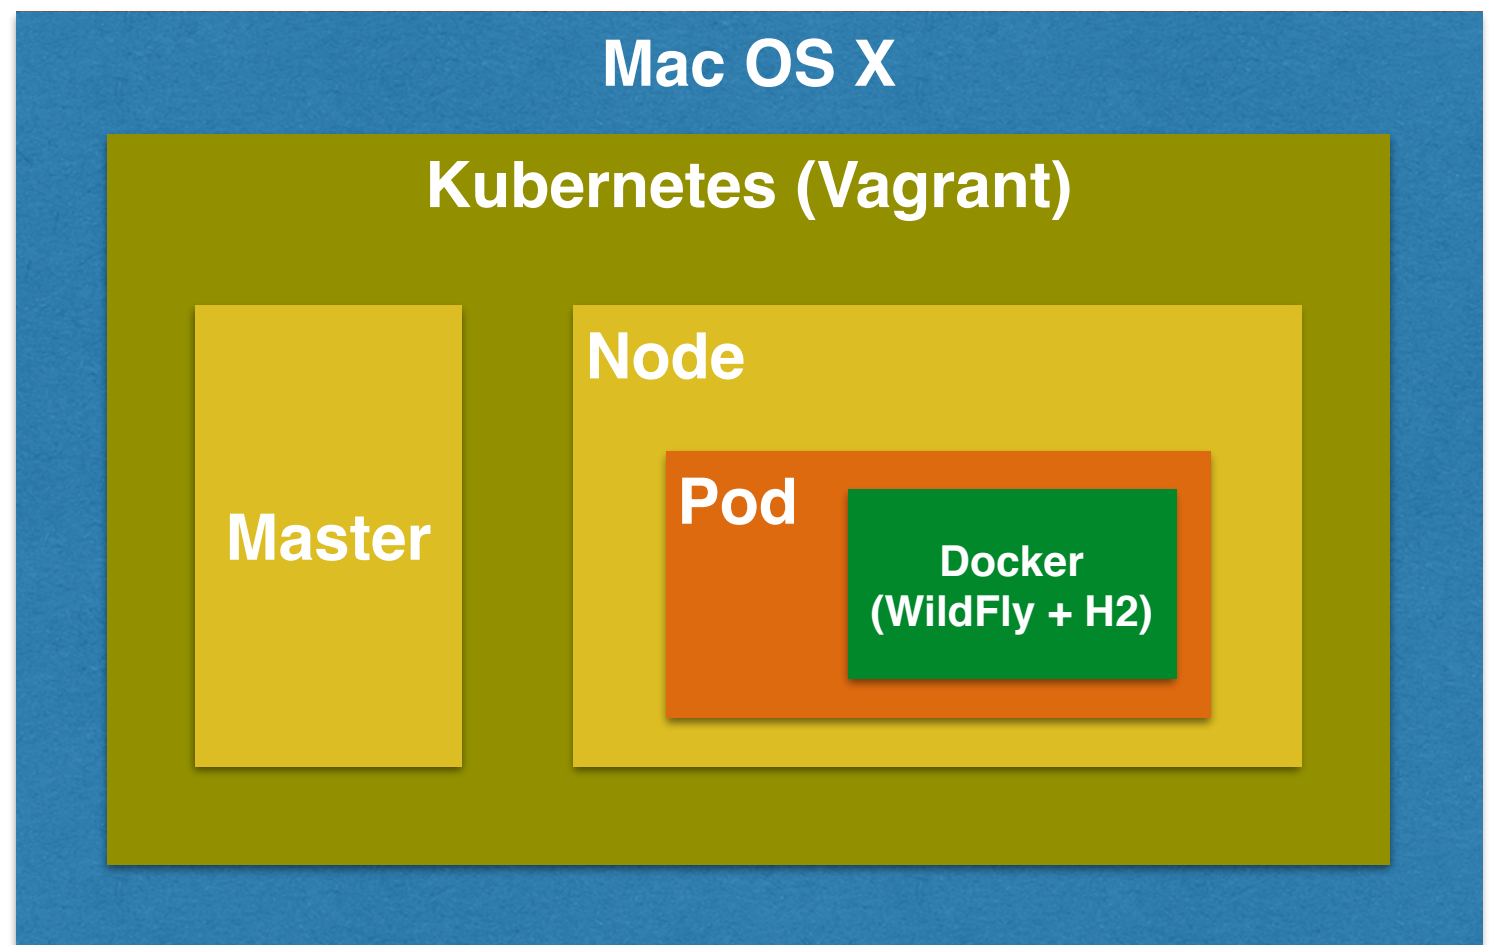 Mac OS X
Kubernetes (Vagrant)
Node
Pod
Master
Docker
(WildFly + H2)